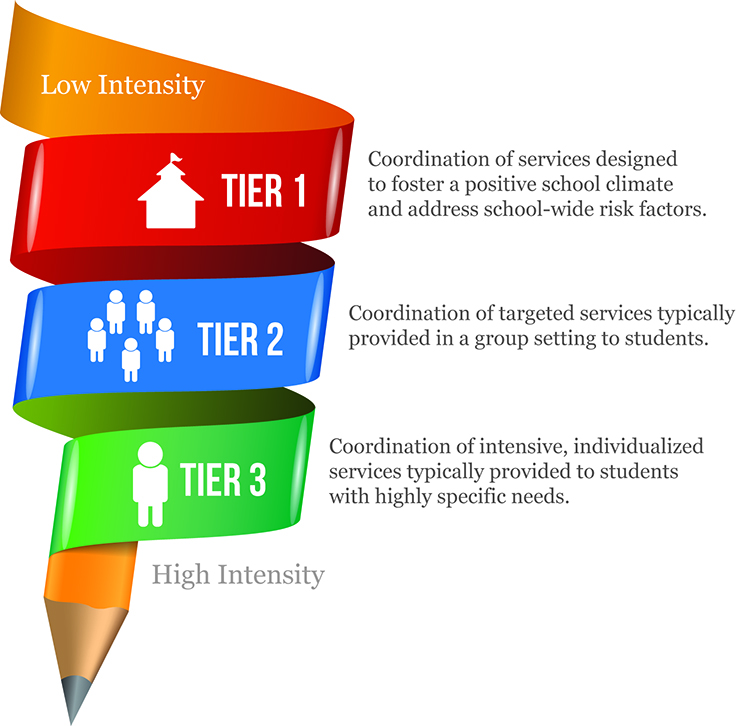 Low Intensity
TIER 1
Coordination of services designed
to foster a positive school climate
and address school-wide risk factors.
TIER 2
Coordination of targeted services typically
provided in a group setting to students.
TIER 3
Coordination of intensive, individualized
services typically provided to students
with highly specific needs.
High Intensity